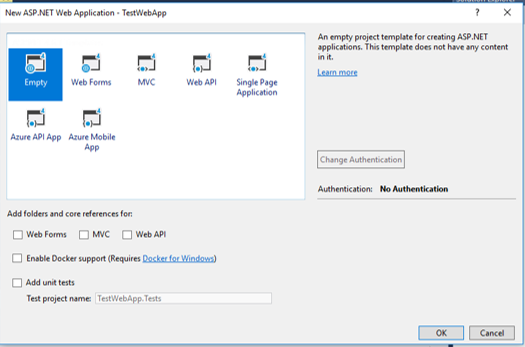 New ASP.NET Web Application - TestWebApp
? ×
An empty project template for creating ASP.NET
applications. This template does not have any content
in it.
Learn more
Empty
Web Forms
MVC
Web API
Single Page
Application
Azure API App
Azure Mobile
App
Change Authentication
Authentication: No Authentication
Add folders and core references for:
Web Forms MVC Web API
Enable Docker support (Requires Docker for Windows)
Add unit tests
Test project name: TestWebApp.Tests
OK Cancel